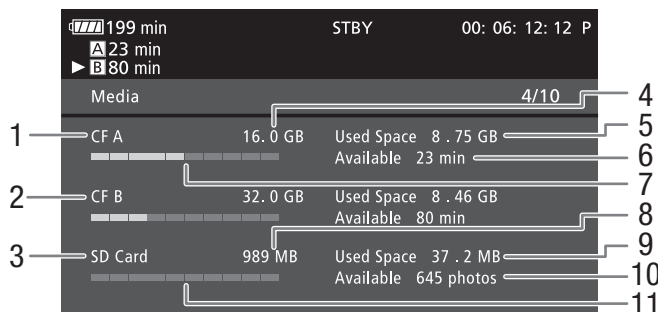 199 min STBY 00: 06: 12: 12 P
A 23 min
B 80 min
Media 4/10
4
5
1 CF A 16. 0 GB Used Space 8 . 75 GB
Available 23 min 6
7
2 CF B 32. 0 GB Used Space 8 . 46 GB
Available 80 min
8
3 SD Card 989 MB Used Space 37 . 2 MB 9
Available 645 photos 10
11